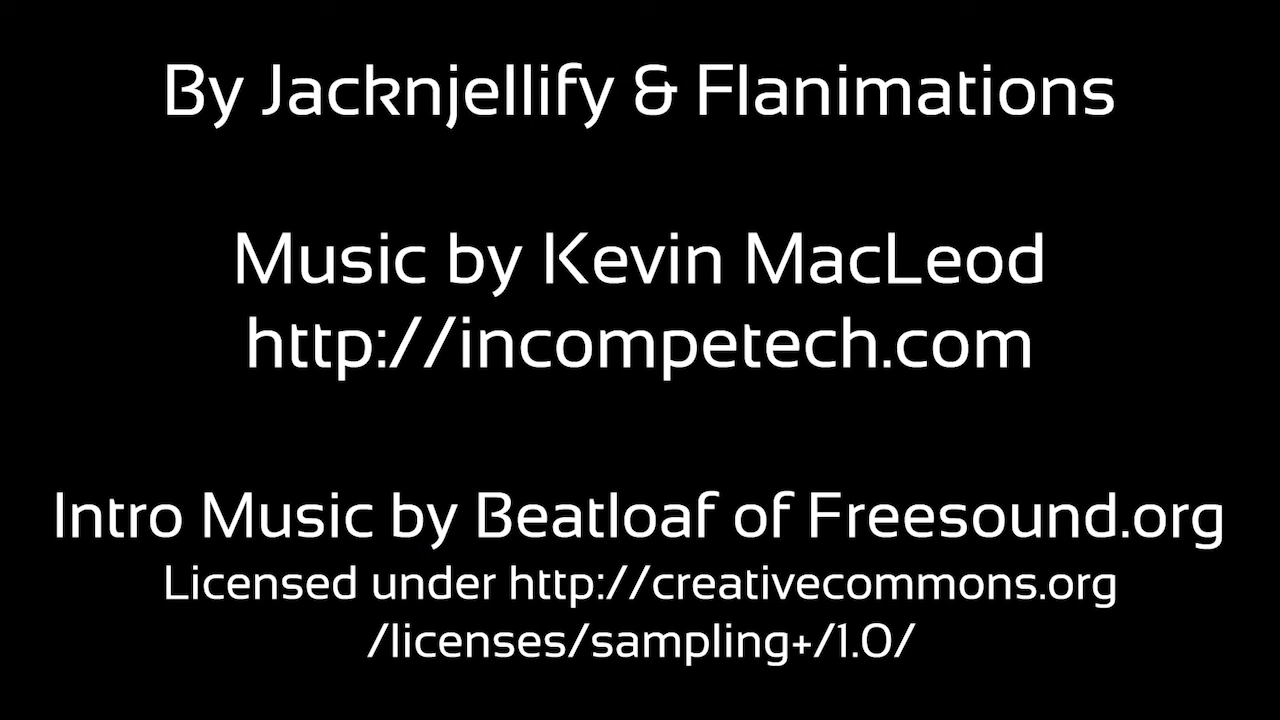 By Jacknjellify & Flanimations
Music by Kevin MacLeod
http://incompetech.com
Intro Music by Beatloaf of Freesound.org
Licensed under http://creativecommons.org
/licenses/sampling+/1.0/